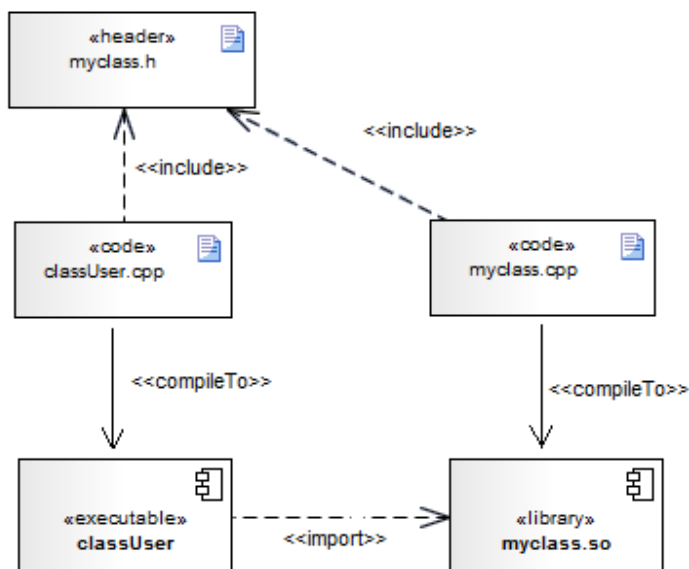 «header»
myclass.h
<<include>>
<<include>>
«code»
classUser.cpp
«code»
myclass.cpp
<<compileTo>>
<<compileTo>>
«executable»
classUser
<<import>>
«library»
myclass.so